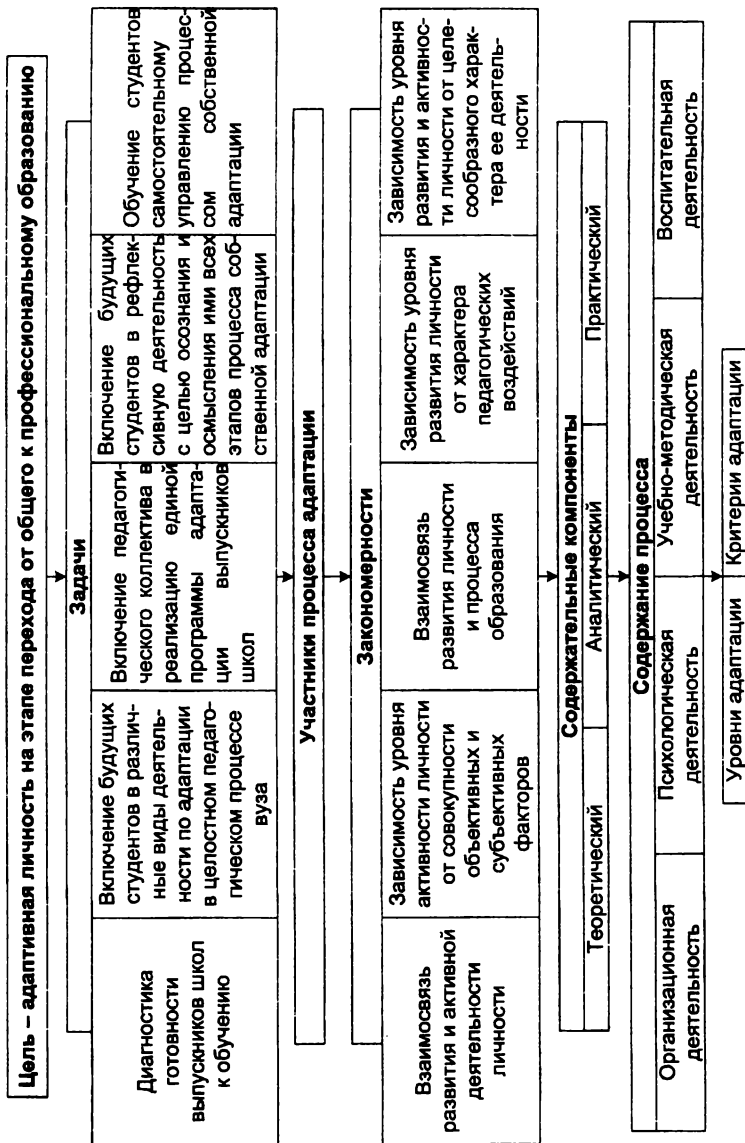 Цель – адаптивная личность на этапе перехода от общего к профессиональному образованию
Задачи
Диагностика
готовности
выпускников школ
к обучению
Включение будущих
студентов в различ-
ные виды деятель-
ности по адаптации
в целостном педаго-
гическом процессе
вуза
Включение педагоги-
ческого коллектива в
реализацию единой
программы адапта-
ции выпускников
школ
Включение будущих
студентов в рефлек-
сивную деятельность
с целью осознания и
осмысления ими всех
этапов процесса соб-
ственной адаптации
Обучение студентов
самостоятельному
управлению процес-
сом собственной
адаптации
Участники процесса адаптации
Закономерности
Взаимосвязь
развития и активной
деятельности
личности
Зависимость уровня
активности личности
от совокупности
объективных и
субъективных
факторов
Взаимосвязь
развития личности
и процесса
образования
Зависимость уровня
развития личности
от характера
педагогических
воздействий
Зависимость уровня
развития и активнос-
ти личности от целе-
сообразного харак-
тера ее деятель-
ности
Содержательные компоненты
Теоретический
Аналитический
Практический
Содержание процесса
Организационная
деятельность
Психологическая
деятельность
Учебно-методическая
деятельность
Воспитательная
деятельность
Уровни адаптации
Критерии адаптации